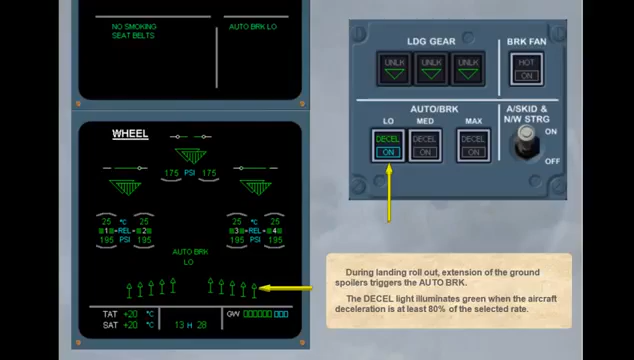 NO SMOKING
SEAT BELTS
AUTO BRK LO
WHEEL
175 PSI 175
25 °C 25
1 REL 2
195 PSI 195
25 °C 25
3 REL 4
195 PSI 195
AUTO BRK
LO
TAT +20 °C
SAT +20 °C
13 H 28
GW
LDG GEAR
UNLK UNLK UNLK
BRK FAN
HOT
ON
AUTO/BRK
LO MED MAX
DECEL DECEL DECEL
ON ON ON
A/SKID &
N/W STRG
ON
OFF
During landing roll out, extension of the ground
spoilers triggers the AUTO BRK.
The DECEL light illuminates green when the aircraft
deceleration is at least 80% of the selected rate.